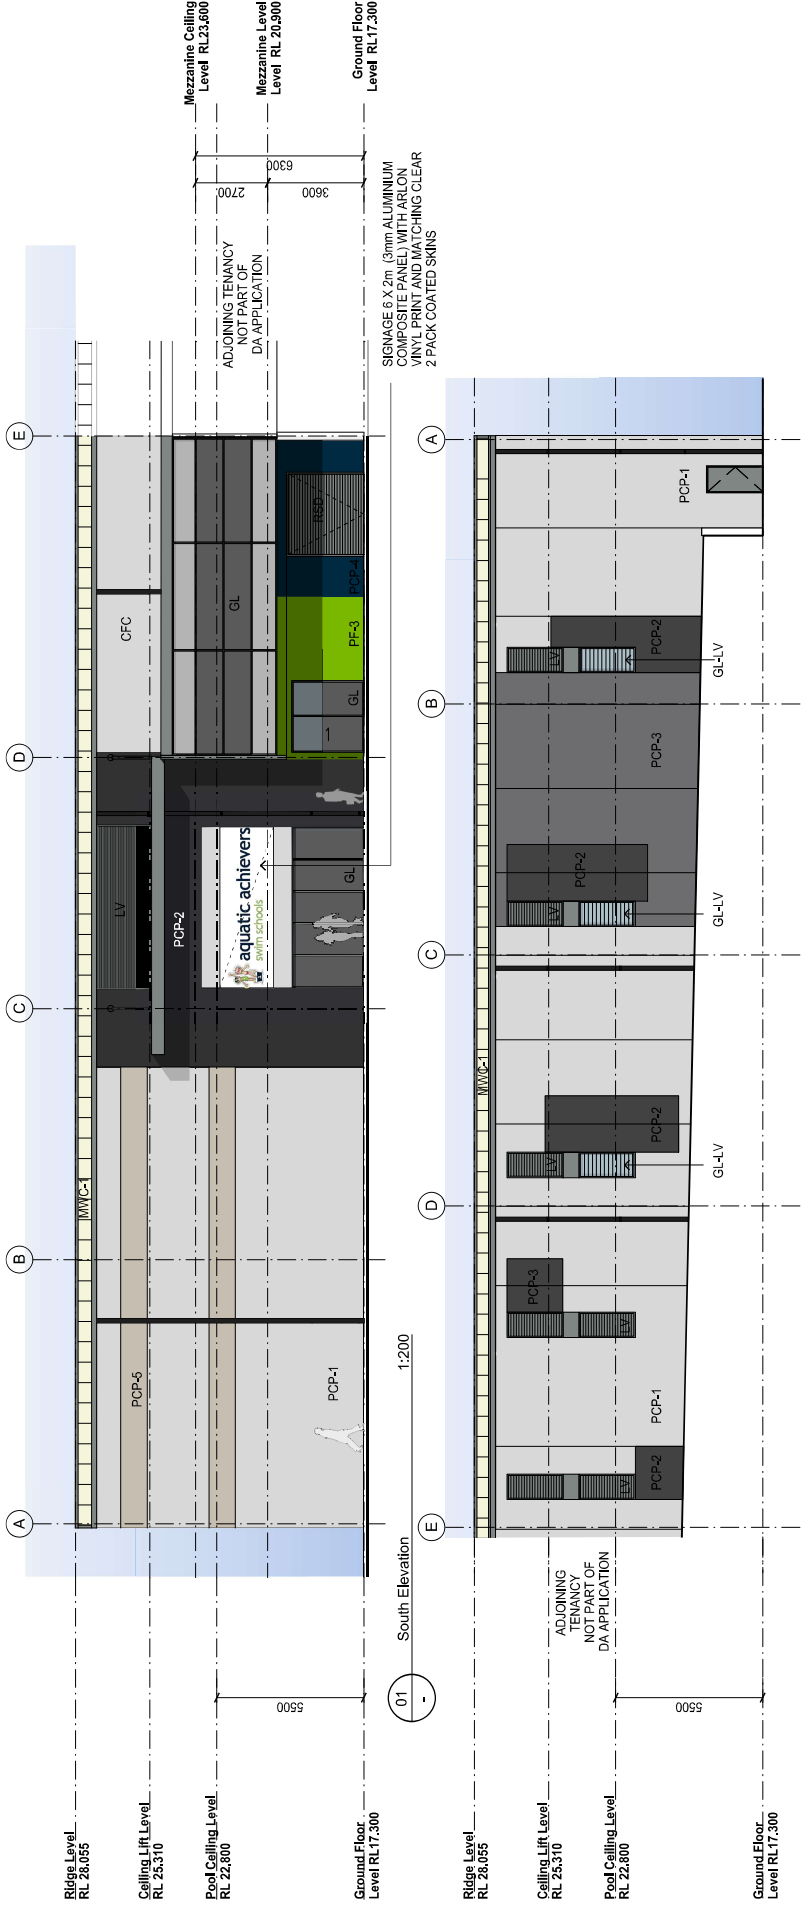 A
B
C
D
E
Ridge Level
RL 28.055
Ceiling Lift Level
RL 25.310
Pool Ceiling Level
RL 22.800
Ground Floor
Level RL17.300
5500
MWC-1
PCP-5
PCP-1
PCP-2
LV
aquatic achievers
swim schools
GL
CFC
GL
GL
PF-3
PCP-4
RSD
ADJOINING TENANCY
NOT PART OF
DA APPLICATION
2700
3600
6300
Mezzanine Ceiling
Level RL23.600
Mezzanine Level
Level RL 20.900
Ground Floor
Level RL17.300
SIGNAGE 6 X 2m (3mm ALUMINIUM
COMPOSITE PANEL) WITH ARLON
VINYL PRINT AND MATCHING CLEAR
2 PACK COATED SKINS
01
-
South Elevation
1:200
E
D
C
B
A
Ridge Level
RL 28.055
Ceiling Lift Level
RL 25.310
Pool Ceiling Level
RL 22.800
Ground Floor
Level RL17.300
5500
ADJOINING
TENANCY
NOT PART OF
DA APPLICATION
MWC-1
LV
PCP-2
PCP-1
PCP-3
LV
LV
PCP-2
GL-LV
LV
PCP-2
GL-LV
PCP-3
LV
PCP-2
GL-LV
PCP-1